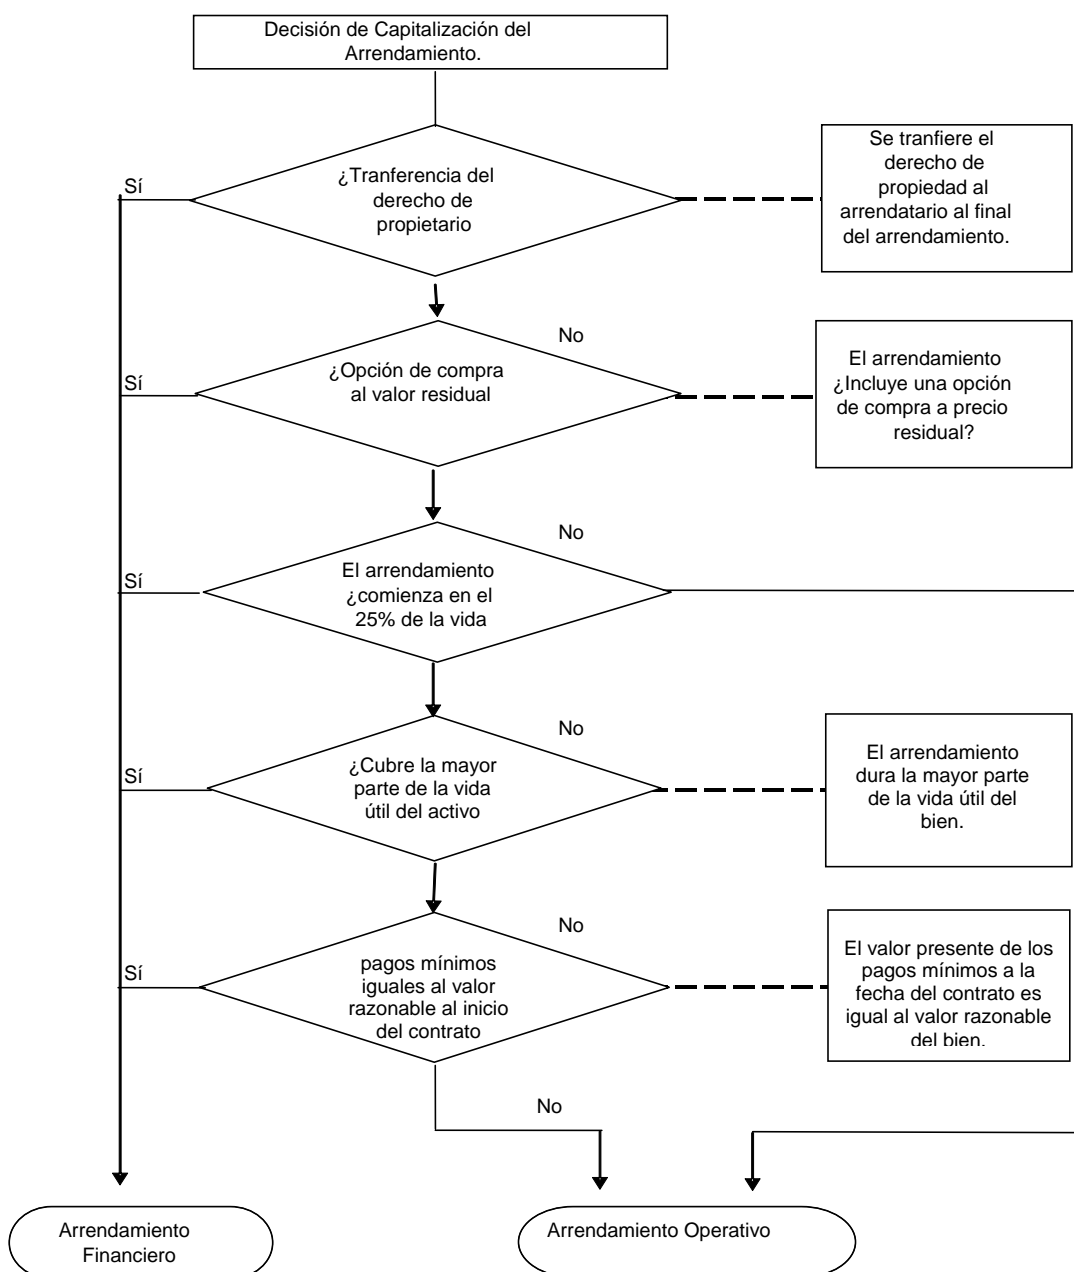 Decisión de Capitalización del
Arrendamiento.
Sí
¿Tranferencia del
derecho de
propietario
Se tranfiere el
derecho de
propiedad al
arrendatario al final
del arrendamiento.
No
Sí
¿Opción de compra
al valor residual
El arrendamiento
¿Incluye una opción
de compra a precio
residual?
No
Sí
El arrendamiento
¿comienza en el
25% de la vida
No
Sí
¿Cubre la mayor
parte de la vida
útil del activo
El arrendamiento
dura la mayor parte
de la vida útil del
bien.
No
Sí
pagos mínimos
iguales al valor
razonable al inicio
del contrato
El valor presente de los
pagos mínimos a la
fecha del contrato es
igual al valor razonable
del bien.
No
Arrendamiento
Financiero
Arrendamiento Operativo